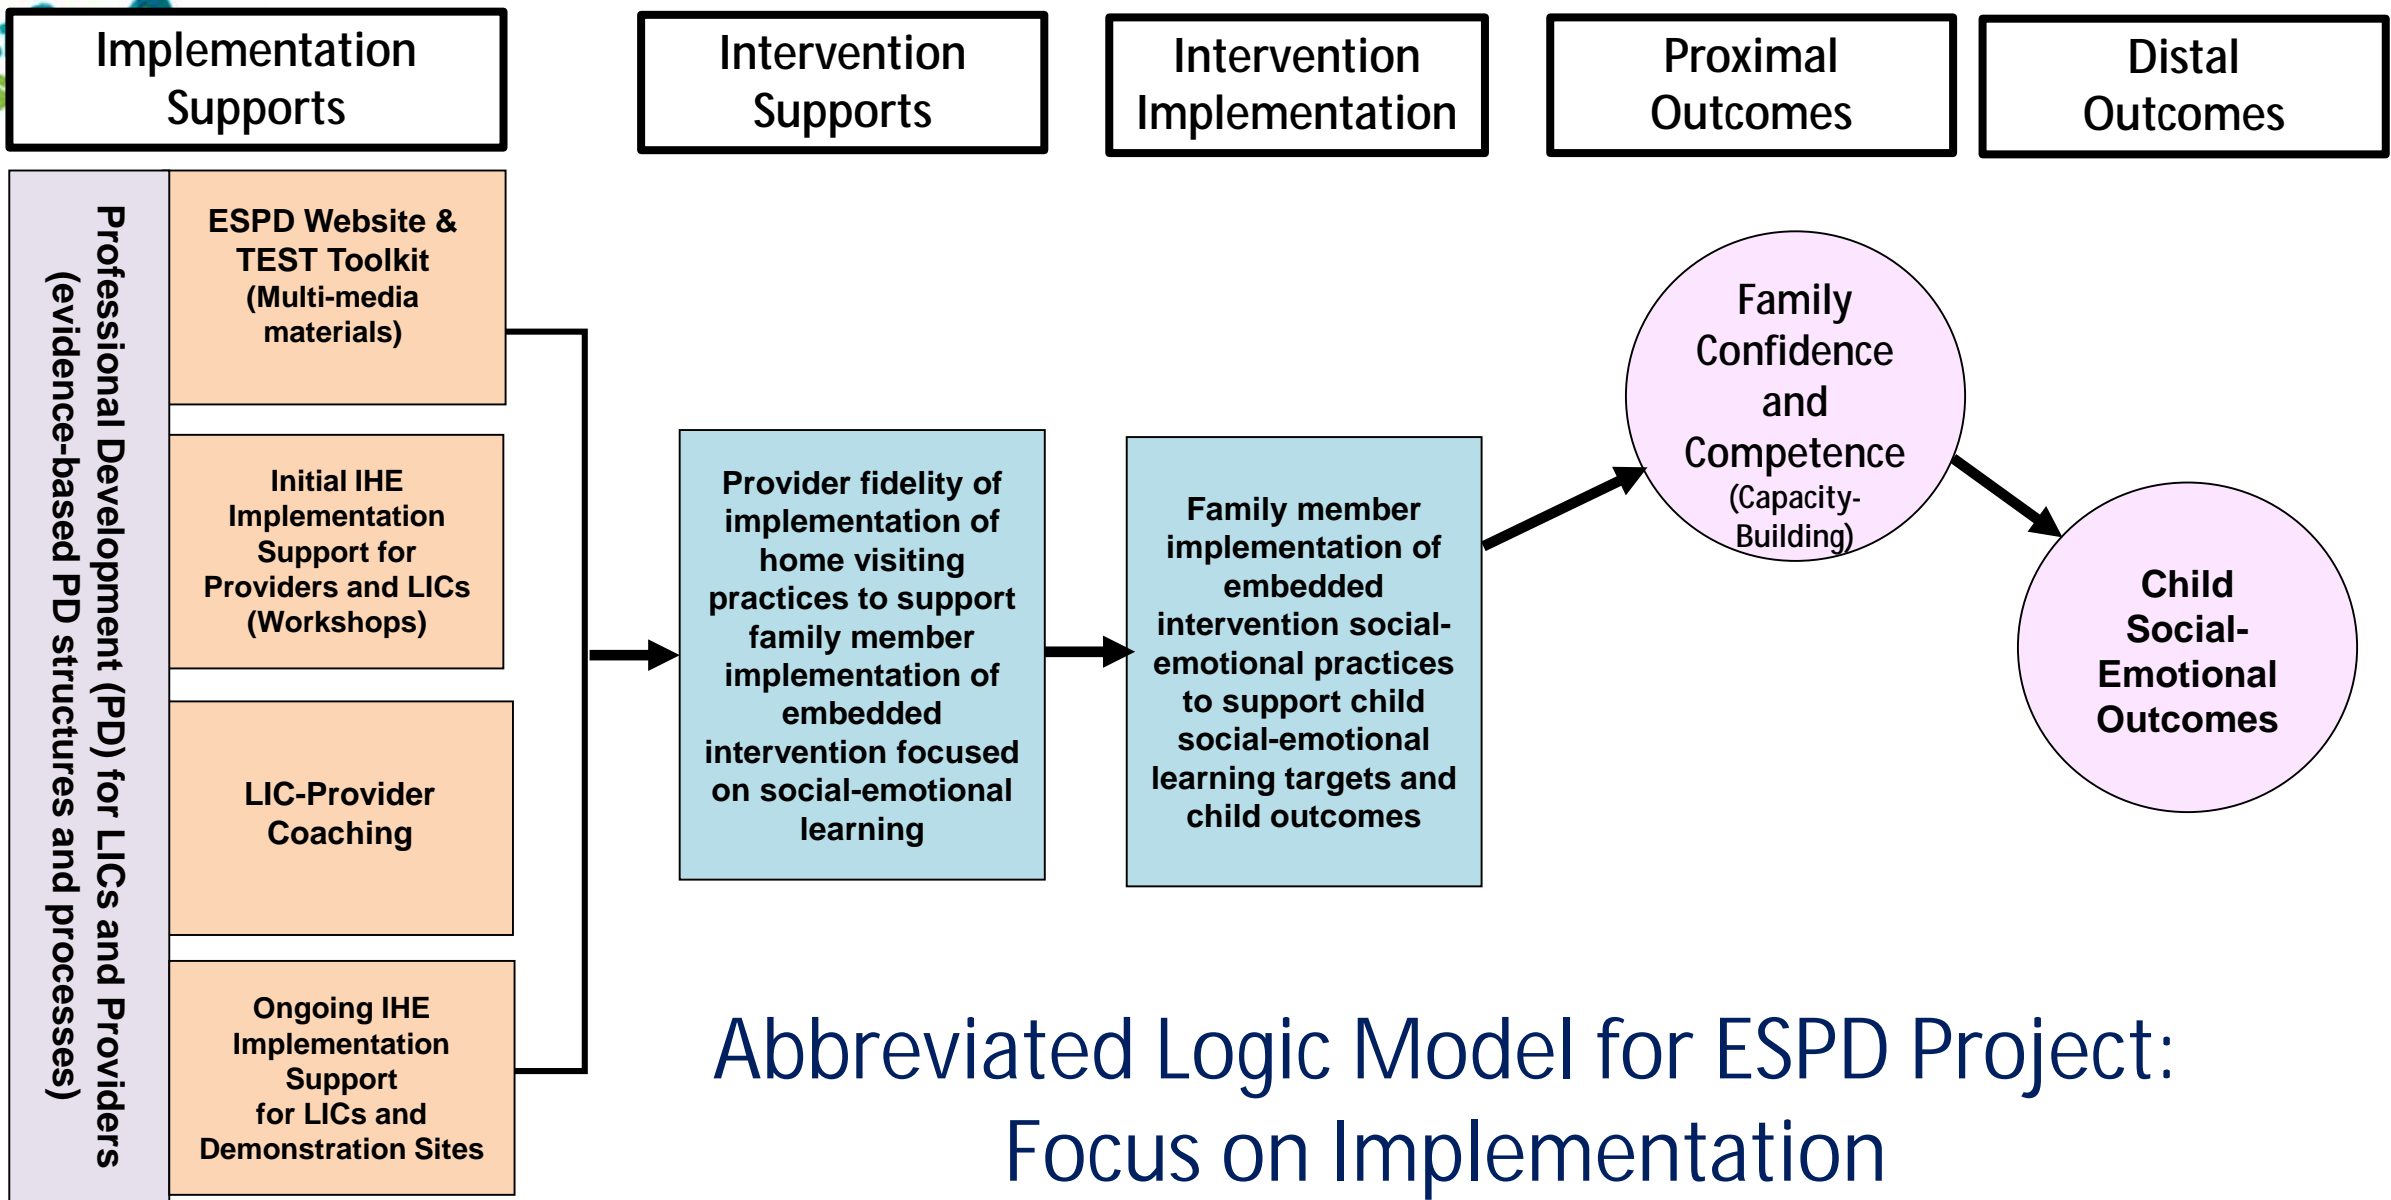 Implementation
Supports
Intervention
Supports
Intervention
Implementation
Proximal
Outcomes
Distal
Outcomes
Professional Development (PD) for LICs and Providers
(evidence-based PD structures and processes)
ESPD Website &
TEST Toolkit
(Multi-media
materials)
Initial IHE
Implementation
Support for
Providers and LICs
(Workshops)
LIC-Provider
Coaching
Ongoing IHE
Implementation
Support
for LICs and
Demonstration Sites
Provider fidelity of
implementation of
home visiting
practices to support
family member
implementation of
embedded
intervention focused
on social-emotional
learning
Family member
implementation of
embedded
intervention social-
emotional practices
to support child
social-emotional
learning targets and
child outcomes
Family
Confidence
and
Competence
(Capacity-
Building)
Child
Social-
Emotional
Outcomes
Abbreviated Logic Model for ESPD Project:
Focus on Implementation